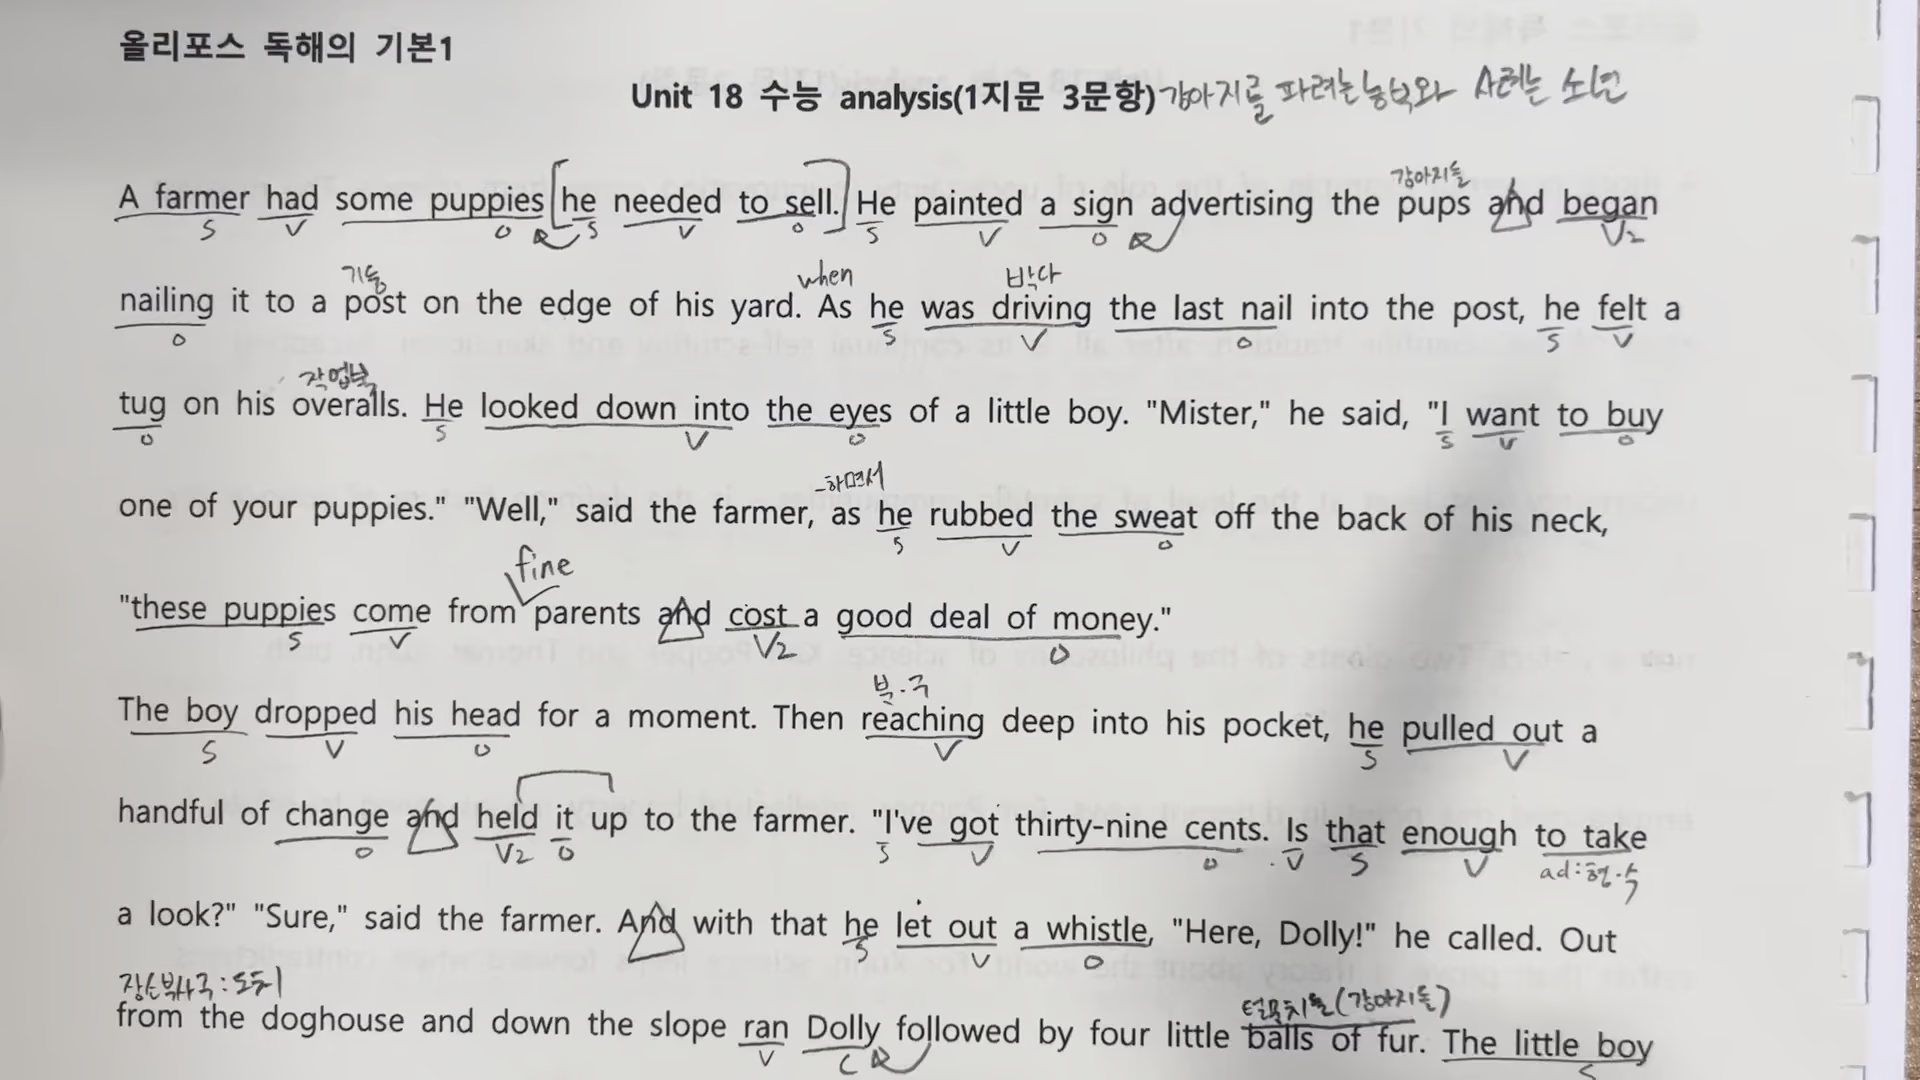 올리포스 독해의 기본1
Unit 18 수능 analysis(1지문 3문항) 강아지를 파려는 농부와 사려는 소년
강아지들
A farmer had some puppies [he needed to sell.] He painted a sign advertising the pups and began
S V O S V O S V O V2
기둥 when 박다
nailing it to a post on the edge of his yard. As he was driving the last nail into the post, he felt a
O S V O S V
작업복
tug on his overalls. He looked down into the eyes of a little boy. "Mister," he said, "I want to buy
O S V O S V O
-하면서
one of your puppies." "Well," said the farmer, as he rubbed the sweat off the back of his neck,
S V O
fine
"these puppies come from parents and cost a good deal of money."
S V V2 O
분.구
The boy dropped his head for a moment. Then reaching deep into his pocket, he pulled out a
S V O V S V
handful of change and held it up to the farmer. "I've got thirty-nine cents. Is that enough to take
O V2 O S V O V S V ad:형.수
a look?" "Sure," said the farmer. And with that he let out a whistle, "Here, Dolly!" he called. Out
S V O
장소부사구: 도치 털뭉치들(강아지들)
from the doghouse and down the slope ran Dolly followed by four little balls of fur. The little boy
V S